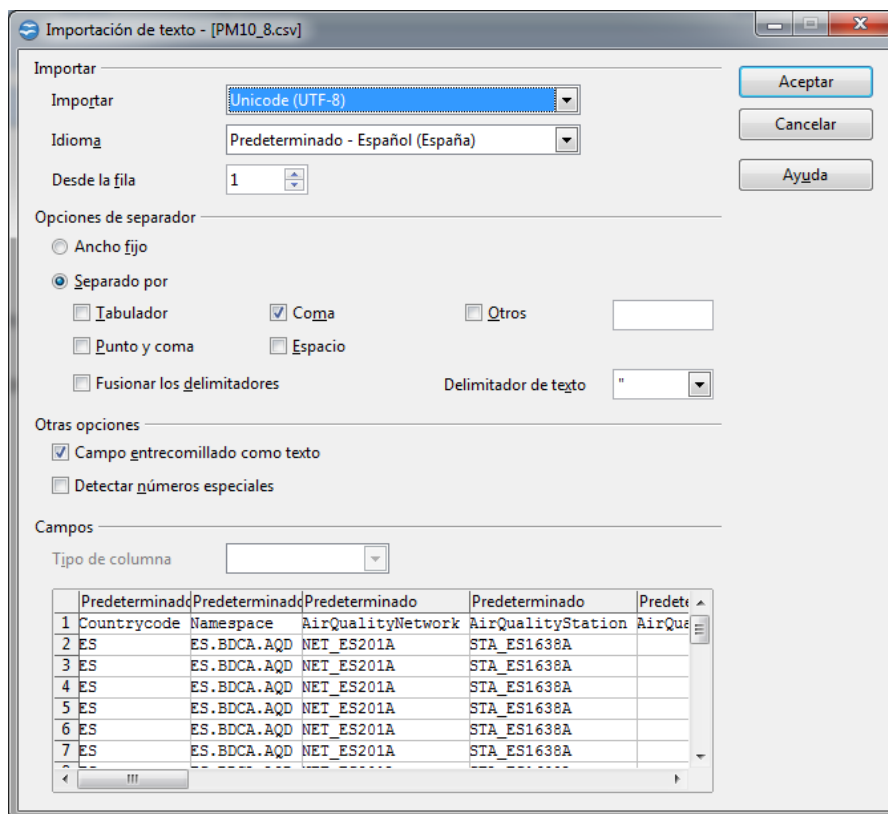 Importación de texto - [PM10_8.csv]
Importar
Aceptar
Importar Unicode (UTF-8)
Cancelar
Idioma Predeterminado - Español (España)
Desde la fila 1
Ayuda
Opciones de separador
Ancho fijo
Separado por
Tabulador Coma Otros
Punto y coma Espacio
Fusionar los delimitadores Delimitador de texto "
Otras opciones
Campo entrecomillado como texto
Detectar números especiales
Campos
Tipo de columna
Predeterminado Predeterminado Predeterminado Predeterminado Predete
1 Countrycode Namespace AirQualityNetwork AirQualityStation AirQua
2 ES ES.BDCA.AQD NET_ES201A STA_ES1638A
3 ES ES.BDCA.AQD NET_ES201A STA_ES1638A
4 ES ES.BDCA.AQD NET_ES201A STA_ES1638A
5 ES ES.BDCA.AQD NET_ES201A STA_ES1638A
6 ES ES.BDCA.AQD NET_ES201A STA_ES1638A
7 ES ES.BDCA.AQD NET_ES201A STA_ES1638A